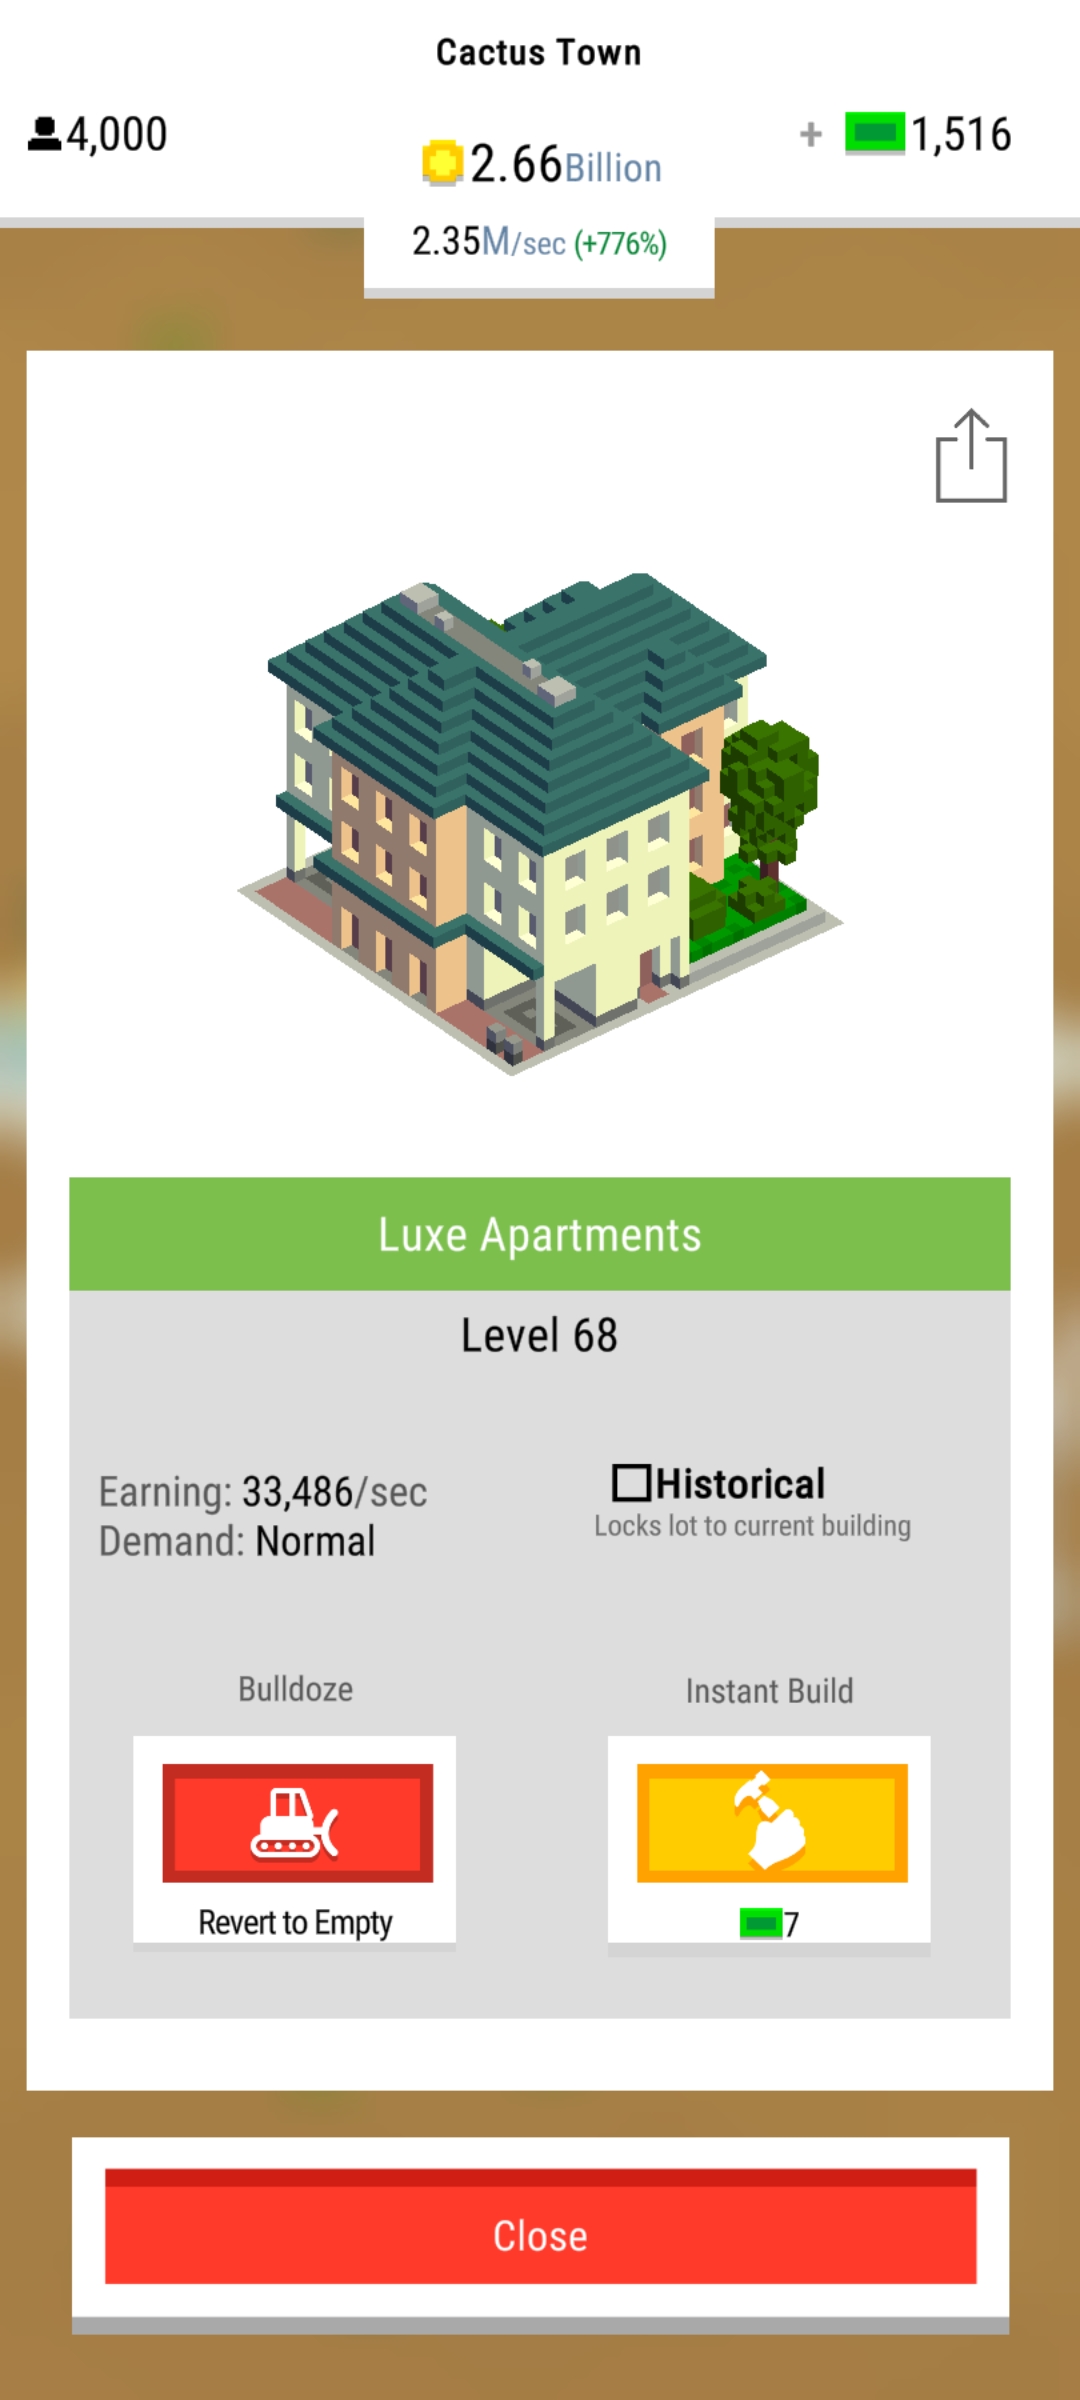 Cactus Town
4,000
2.66Billion
+ 1,516
2.35M/sec (+776%)
Luxe Apartments
Level 68
Earning: 33,486/sec
Demand: Normal
Historical
Locks lot to current building
Bulldoze
Instant Build
Revert to Empty
7
Close